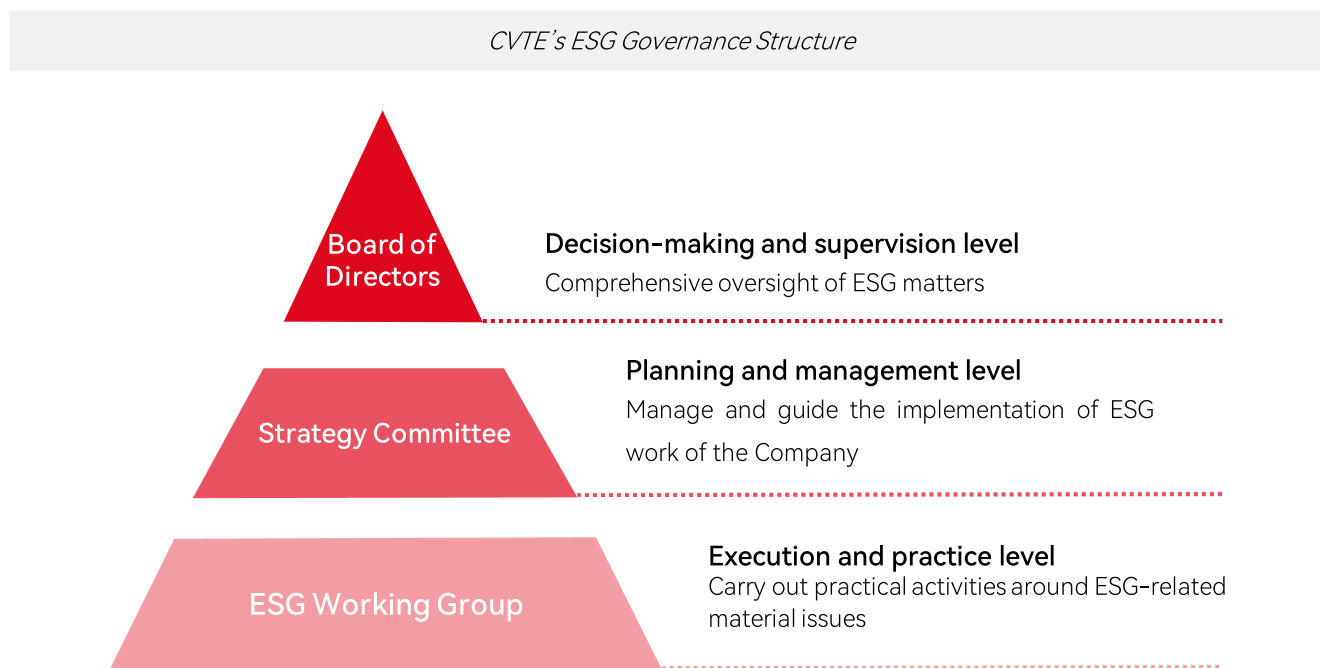 CVTE's ESG Governance Structure
Board of
Directors
Decision-making and supervision level
Comprehensive oversight of ESG matters
Strategy Committee
Planning and management level
Manage and guide the implementation of ESG
work of the Company
ESG Working Group
Execution and practice level
Carry out practical activities around ESG-related
material issues